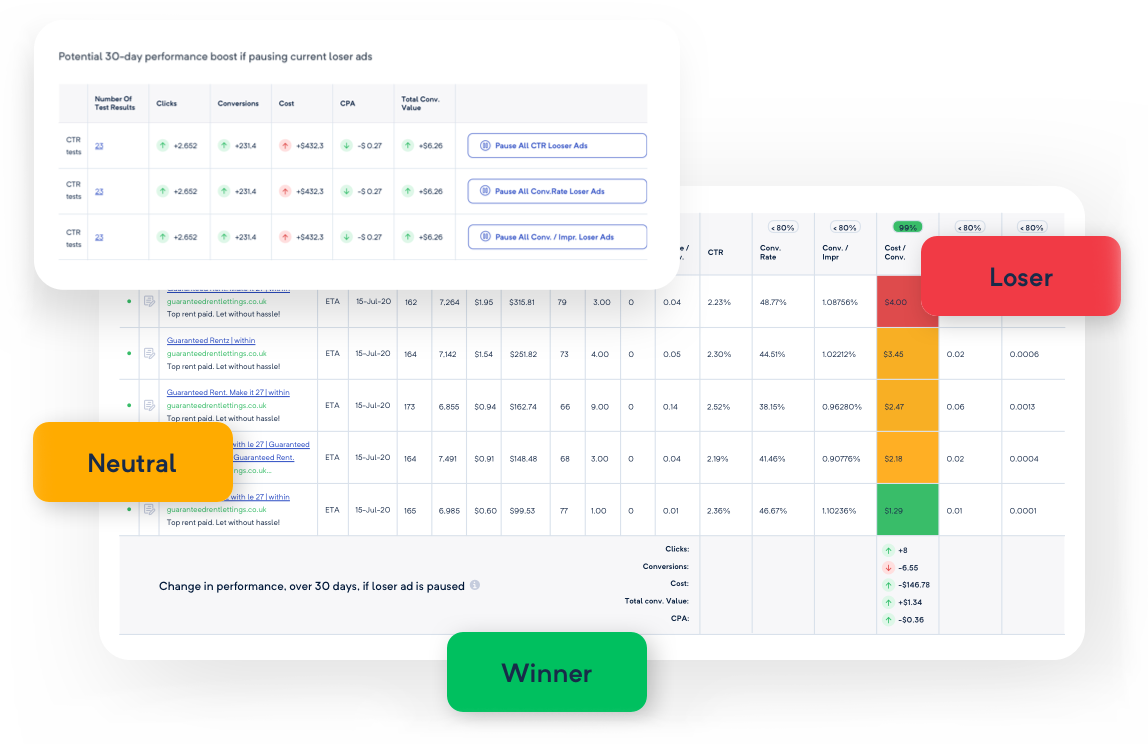 Potential 30-day performance boost if pausing current loser ads
Number Of Test Results Clicks Conversions Cost CPA Total Conv. Value
CTR tests 23 +2.652 +231.4 +$432.3 -$ 0.27 +$6.26 Pause All CTR Looser Ads
CTR tests 23 +2.652 +231.4 +$432.3 -$ 0.27 +$6.26 Pause All Conv.Rate Loser Ads
CTR tests 23 +2.652 +231.4 +$432.3 -$ 0.27 +$6.26 Pause All Conv. / Impr. Loser Ads
< 80% < 80% 99% < 80% < 80%
CTR Conv. Rate Conv. / Impr Cost / Conv.
Loser
guaranteedrentlettings.co.uk
Top rent paid. Let without hassle!
ETA 15-Jul-20 162 7,264 $1.95 $315.81 79 3.00 0 0.04 2.23% 48.77% 1.08756% $4.00
Guaranteed Rentz | within
guaranteedrentlettings.co.uk
Top rent paid. Let without hassle!
ETA 15-Jul-20 164 7,142 $1.54 $251.82 73 4.00 0 0.05 2.30% 44,51% 1.02212% $3.45 0.02 0.0006
Guaranteed Rent. Make it 27 | within
guaranteedrentlettings.co.uk
Top rent paid. Let without hassle!
ETA 15-Jul-20 173 6.855 $0.94 $162.74 66 9.00 0 0.14 2.52% 38.15% 0.96280% $2.47 0.06 0.0013
Neutral
with le 27 | Guaranteed
Guaranteed Rent.
ngs.co.uk...
ETA 15-Jul-20 164 7.491 $0.91 $148.48 68 3.00 0 0.04 2.19% 41.46% 0.90776% $2.18 0.02 0.0004
with le 27 | within
guaranteedrentlettings.co.uk
Top rent paid. Let without hassle!
ETA 15-Jul-20 165 6.985 $0.60 $99.53 77 1.00 0 0.01 2.36% 46.67% 1.10236% $1.29 0.01 0.0001
Change in performance, over 30 days, if loser ad is paused
Clicks: +8
Conversions: -6.55
Cost: -$146.78
Total conv. Value: +$1.34
CPA: -$0.36
Winner